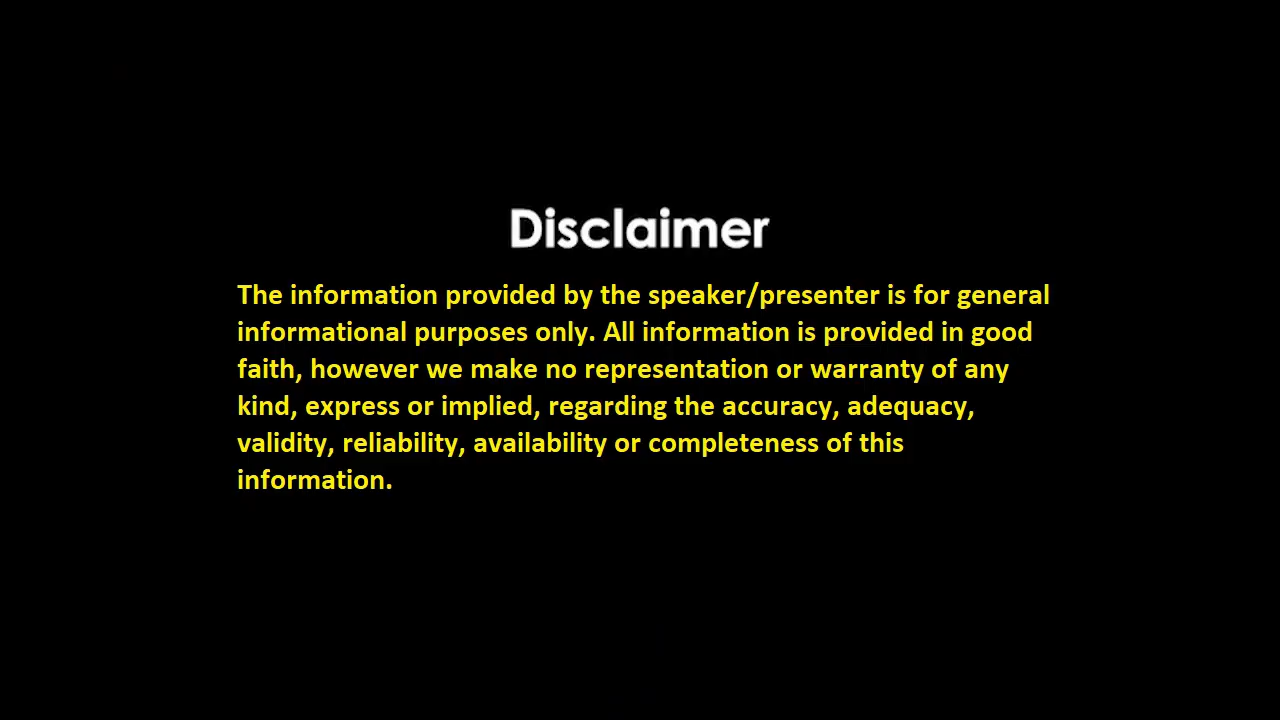 Disclaimer
The information provided by the speaker/presenter is for general
informational purposes only. All information is provided in good
faith, however we make no representation or warranty of any
kind, express or implied, regarding the accuracy, adequacy,
validity, reliability, availability or completeness of this
information.